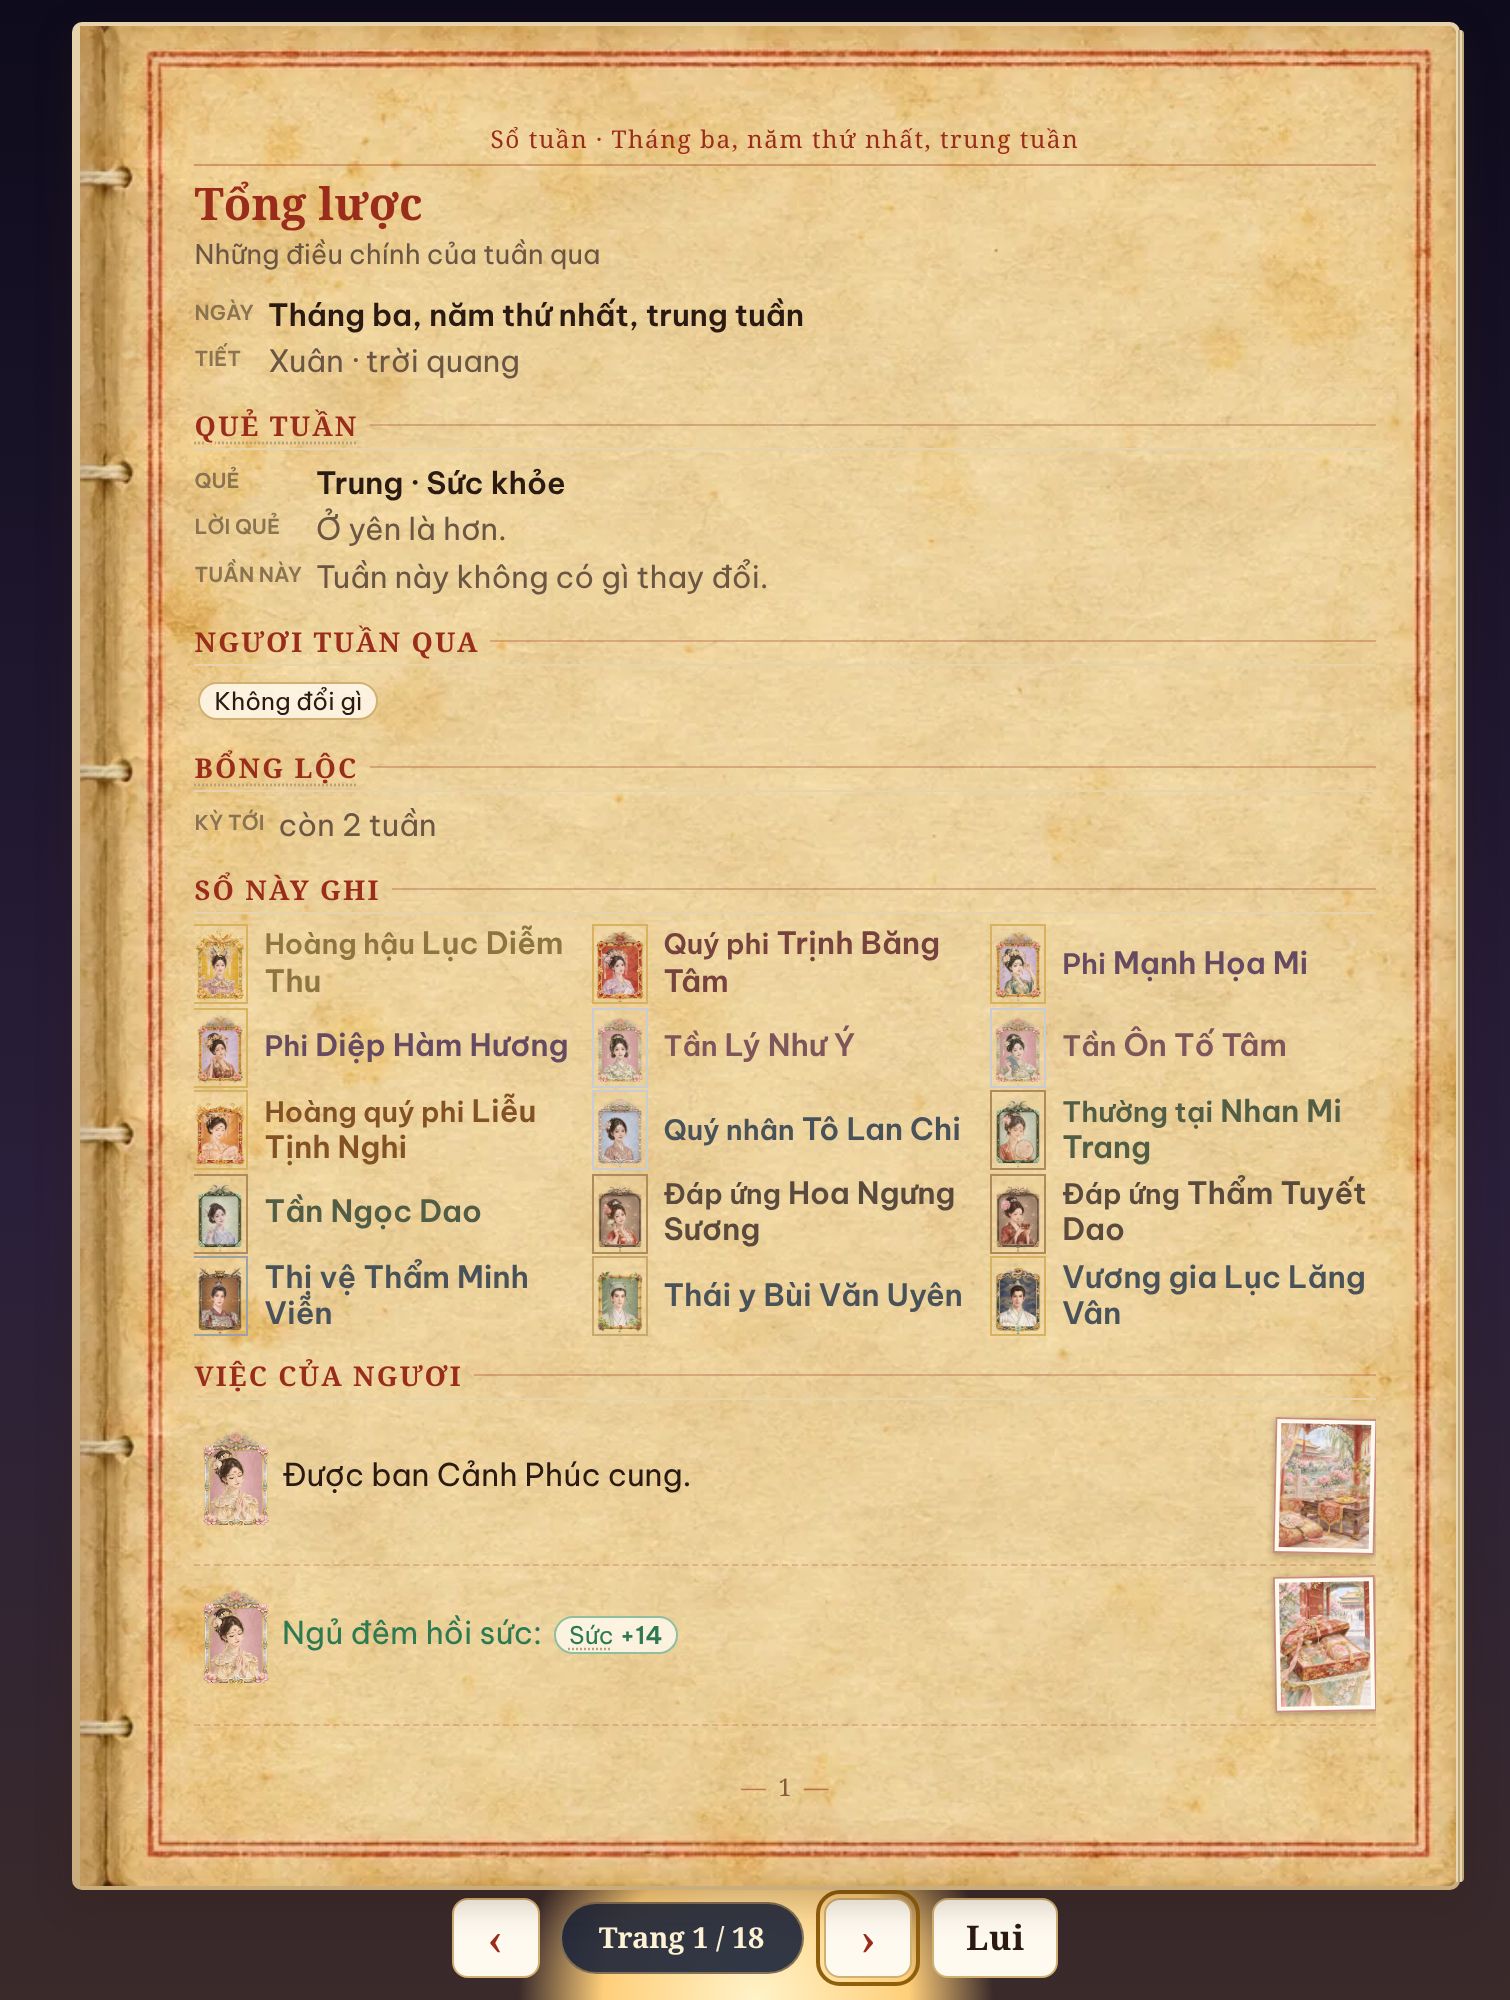 Sổ tuần · Tháng ba, năm thứ nhất, trung tuần
Tổng lược
Những điều chính của tuần qua
NGÀY Tháng ba, năm thứ nhất, trung tuần
TIẾT Xuân · trời quang
QUẺ TUẦN
QUẺ Trung · Sức khỏe
LỜI QUẺ Ở yên là hơn.
TUẦN NÀY Tuần này không có gì thay đổi.
NGƯƠI TUẦN QUA
Không đổi gì
BỔNG LỘC
KỲ TỚI còn 2 tuần
SỔ NÀY GHI
Hoàng hậu Lục Diễm
Thu
Quý phi Trịnh Băng
Tâm
Phi Mạnh Họa Mi
Phi Diệp Hàm Hương
Tần Lý Như Ý
Tần Ôn Tố Tâm
Hoàng quý phi Liễu
Tịnh Nghi
Quý nhân Tô Lan Chi
Thường tại Nhan Mi
Trang
Tần Ngọc Dao
Đáp ứng Hoa Ngưng
Sương
Đáp ứng Thẩm Tuyết
Dao
Thị vệ Thẩm Minh
Viễn
Thái y Bùi Văn Uyên
Vương gia Lục Lăng
Vân
VIỆC CỦA NGƯƠI
Được ban Cảnh Phúc cung.
Ngủ đêm hồi sức: Sức +14
— 1 —
‹ Trang 1 / 18 › Lui